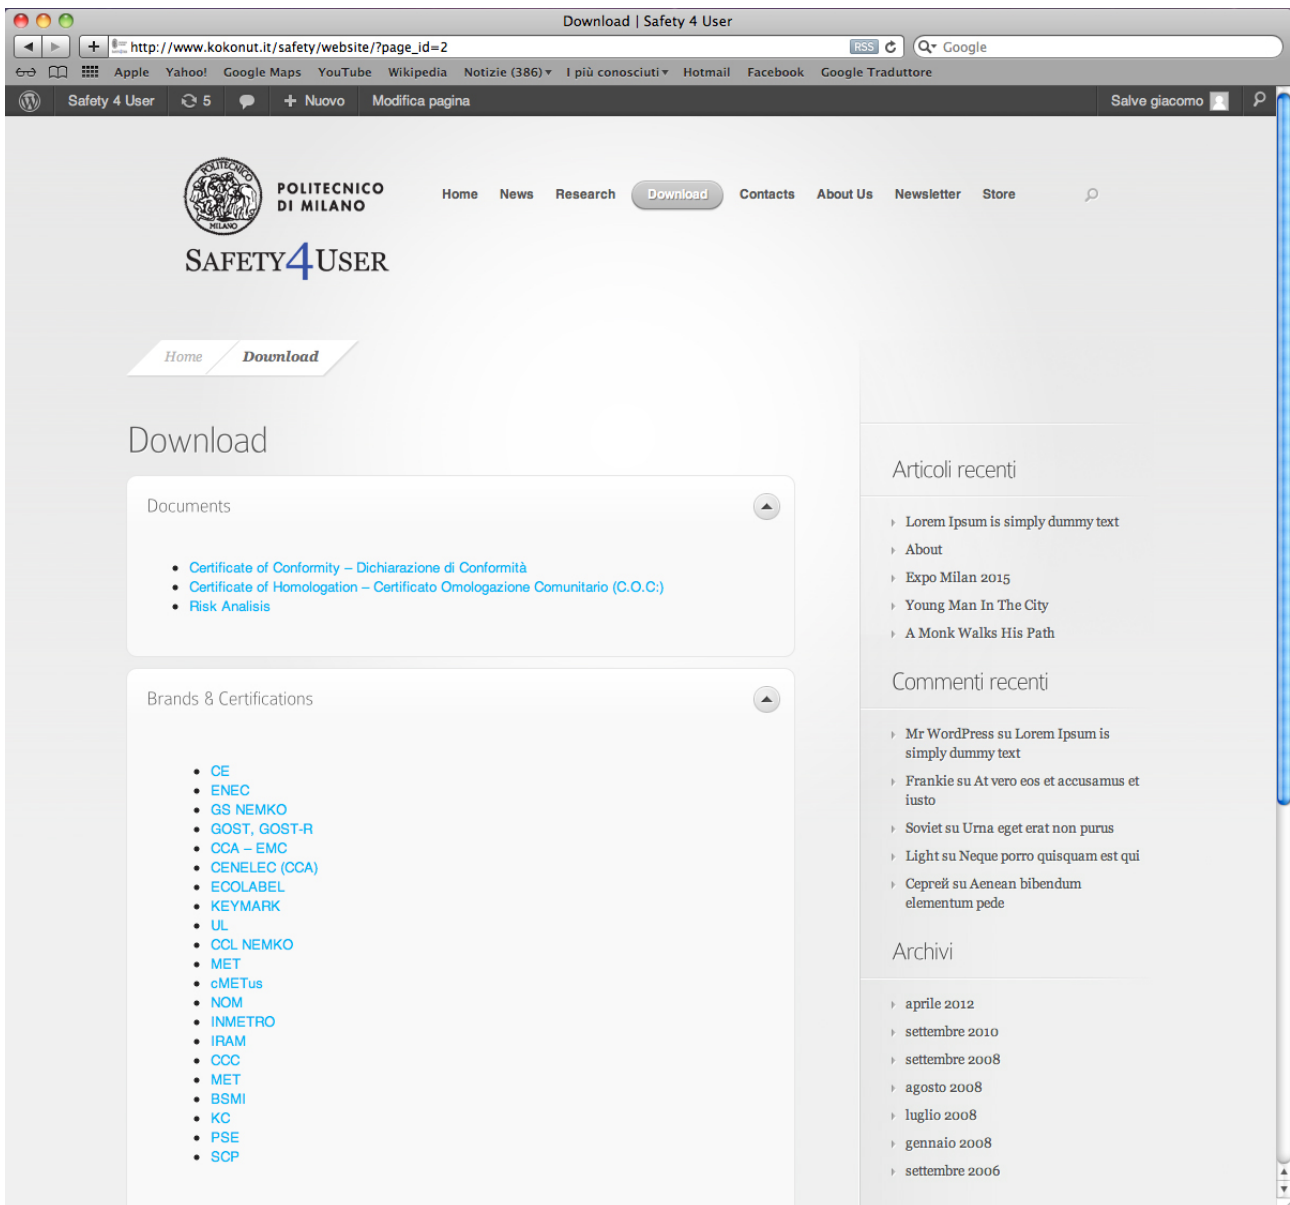 Download | Safety 4 User
http://www.kokonut.it/safety/website/?page_id=2
RSS
Google
Apple Yahoo! Google Maps YouTube Wikipedia Notizie (386) I più conosciuti Hotmail Facebook Google Traduttore
Safety 4 User 5 + Nuovo Modifica pagina Salve giacomo
POLITECNICO
MILANO
POLITECNICO
DI MILANO
SAFETY4USER
Home News Research Download Contacts About Us Newsletter Store
Home Download
Download
Documents
Certificate of Conformity – Dichiarazione di Conformità
Certificate of Homologation – Certificato Omologazione Comunitario (C.O.C:)
Risk Analisis
Brands & Certifications
CE
ENEC
GS NEMKO
GOST, GOST-R
CCA – EMC
CENELEC (CCA)
ECOLABEL
KEYMARK
UL
CCL NEMKO
MET
cMETus
NOM
INMETRO
IRAM
CCC
MET
BSMI
KC
PSE
SCP
Articoli recenti
Lorem Ipsum is simply dummy text
About
Expo Milan 2015
Young Man In The City
A Monk Walks His Path
Commenti recenti
Mr WordPress su Lorem Ipsum is
simply dummy text
Frankie su At vero eos et accusamus et
iusto
Soviet su Urna eget erat non purus
Light su Neque porro quisquam est qui
Сергей su Aenean bibendum
elementum pede
Archivi
aprile 2012
settembre 2010
settembre 2008
agosto 2008
luglio 2008
gennaio 2008
settembre 2006